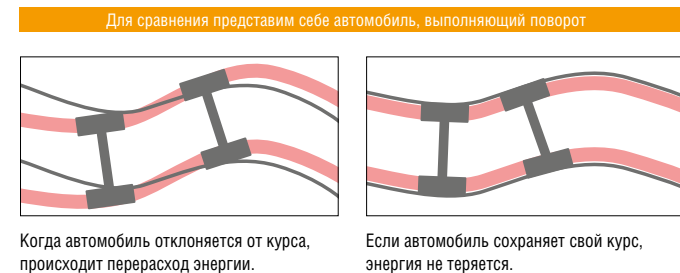 Для сравнения представим себе автомобиль, выполняющий поворот
Когда автомобиль отклоняется от курса,
происходит перерасход энергии.
Если автомобиль сохраняет свой курс,
энергия не теряется.